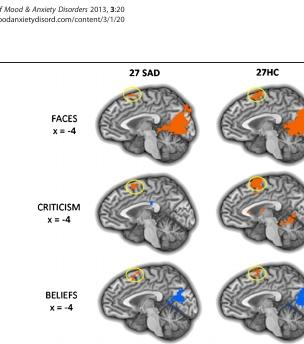 f Mood & Anxiety Disorders 2013, 3:20
oodanxietydisord.com/content/3/1/20
27 SAD 27HC
FACES
x = -4
CRITICISM
x = -4
BELIEFS
x = -4